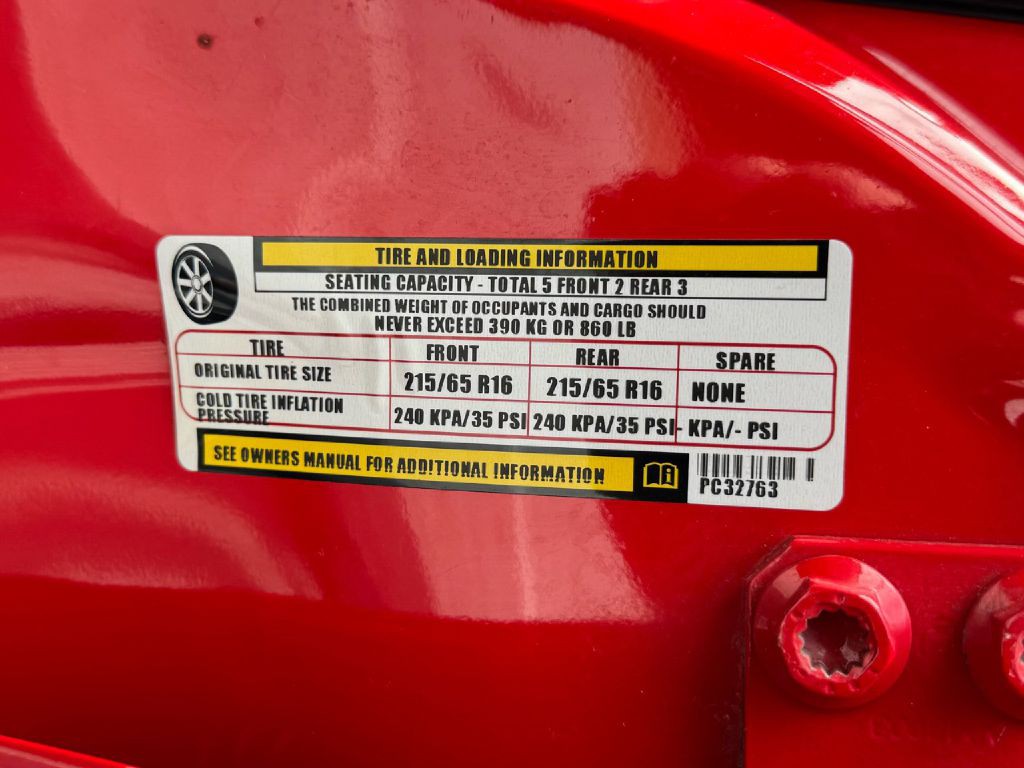 TIRE AND LOADING INFORMATION
SEATING CAPACITY - TOTAL 5 FRONT 2 REAR 3
THE COMBINED WEIGHT OF OCCUPANTS AND CARGO SHOULD
NEVER EXCEED 390 KG OR 860 LB
TIRE FRONT REAR SPARE
ORIGINAL TIRE SIZE 215/65 R16 215/65 R16 NONE
COLD TIRE INFLATION PRESSURE 240 KPA/35 PSI 240 KPA/35 PSI - KPA/- PSI
SEE OWNERS MANUAL FOR ADDITIONAL INFORMATION
PC32763